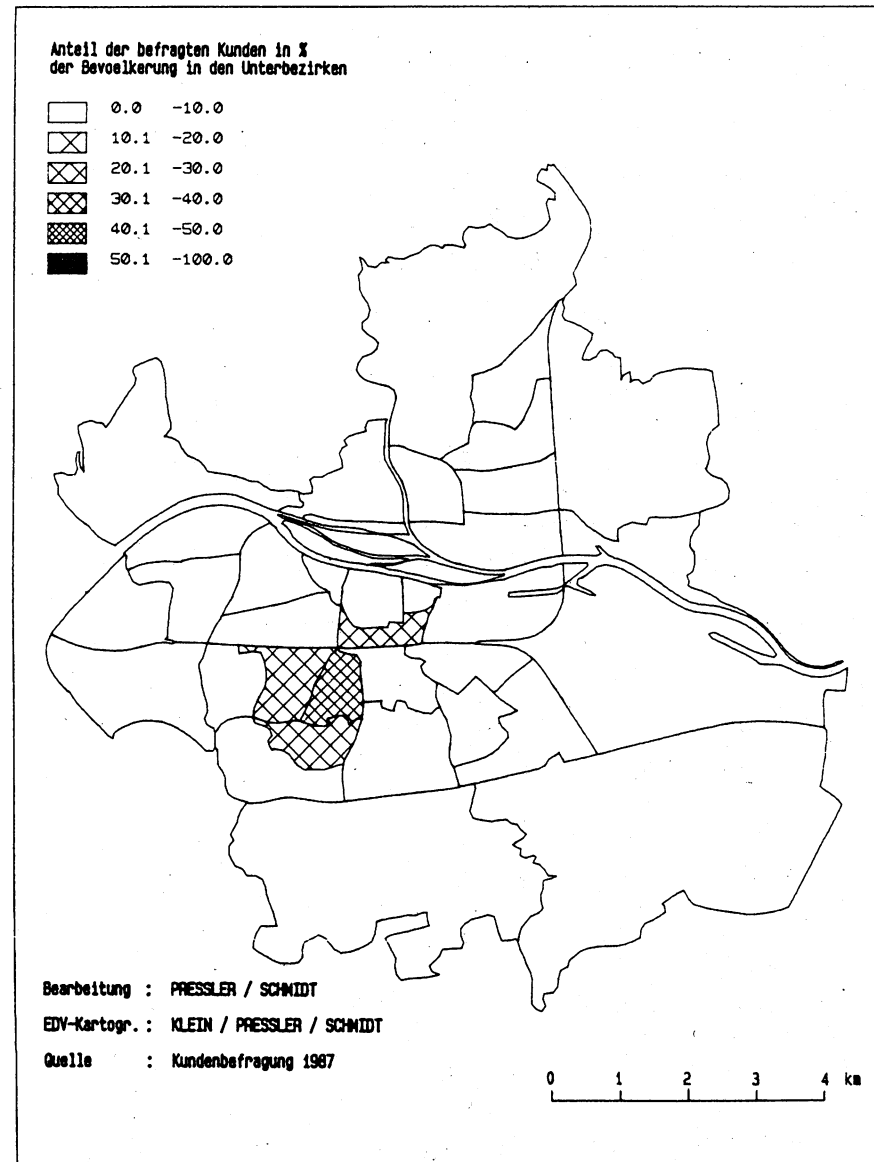 Anteil der befragten Kunden in %
der Bevoelkerung in den Unterbezirken
0.0 -10.0
10.1 -20.0
20.1 -30.0
30.1 -40.0
40.1 -50.0
50.1 -100.0
Bearbeitung : PRESSLER / SCHMIDT
EDV-Kartogr. : KLEIN / PRESSLER / SCHMIDT
Quelle : Kundenbefragung 1987
0 1 2 3 4 km